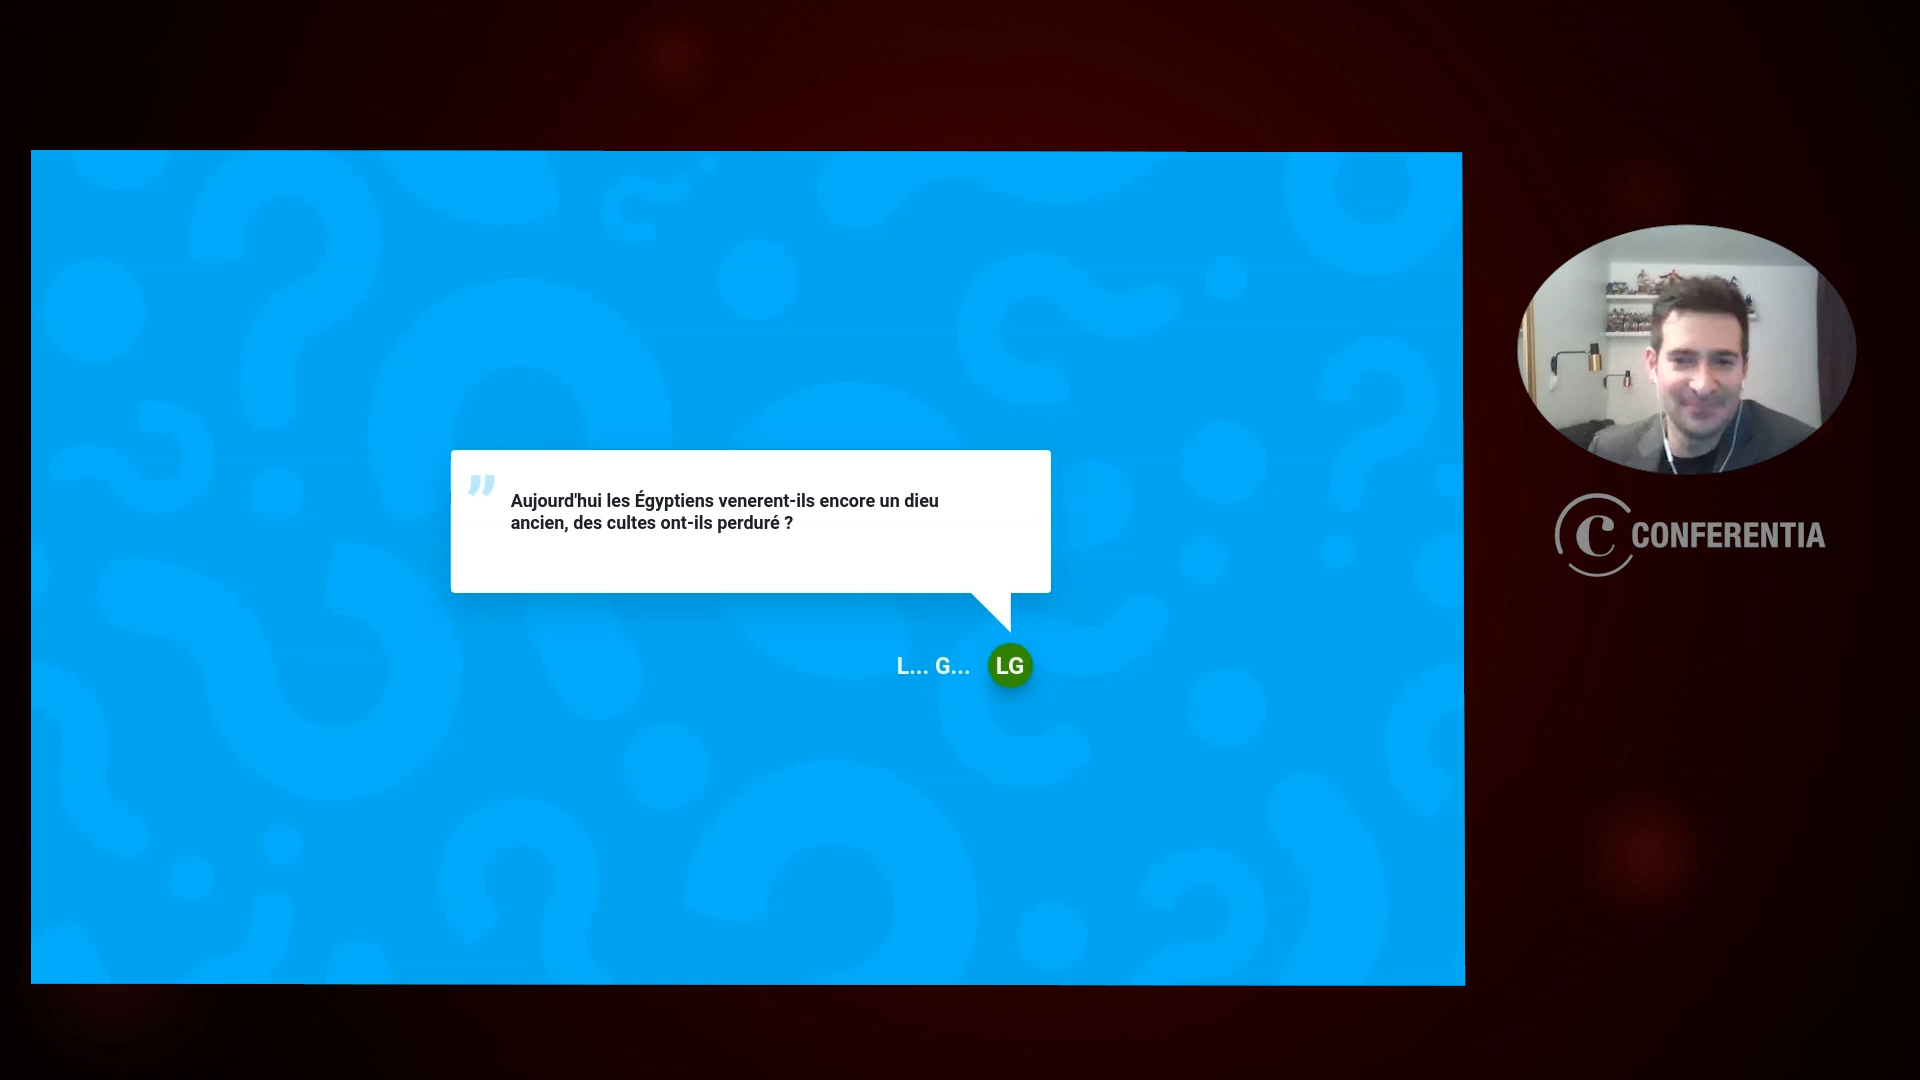 Aujourd'hui les Égyptiens venerent-ils encore un dieu
ancien, des cultes ont-ils perduré ?
L... G...
LG
C CONFERENTIA